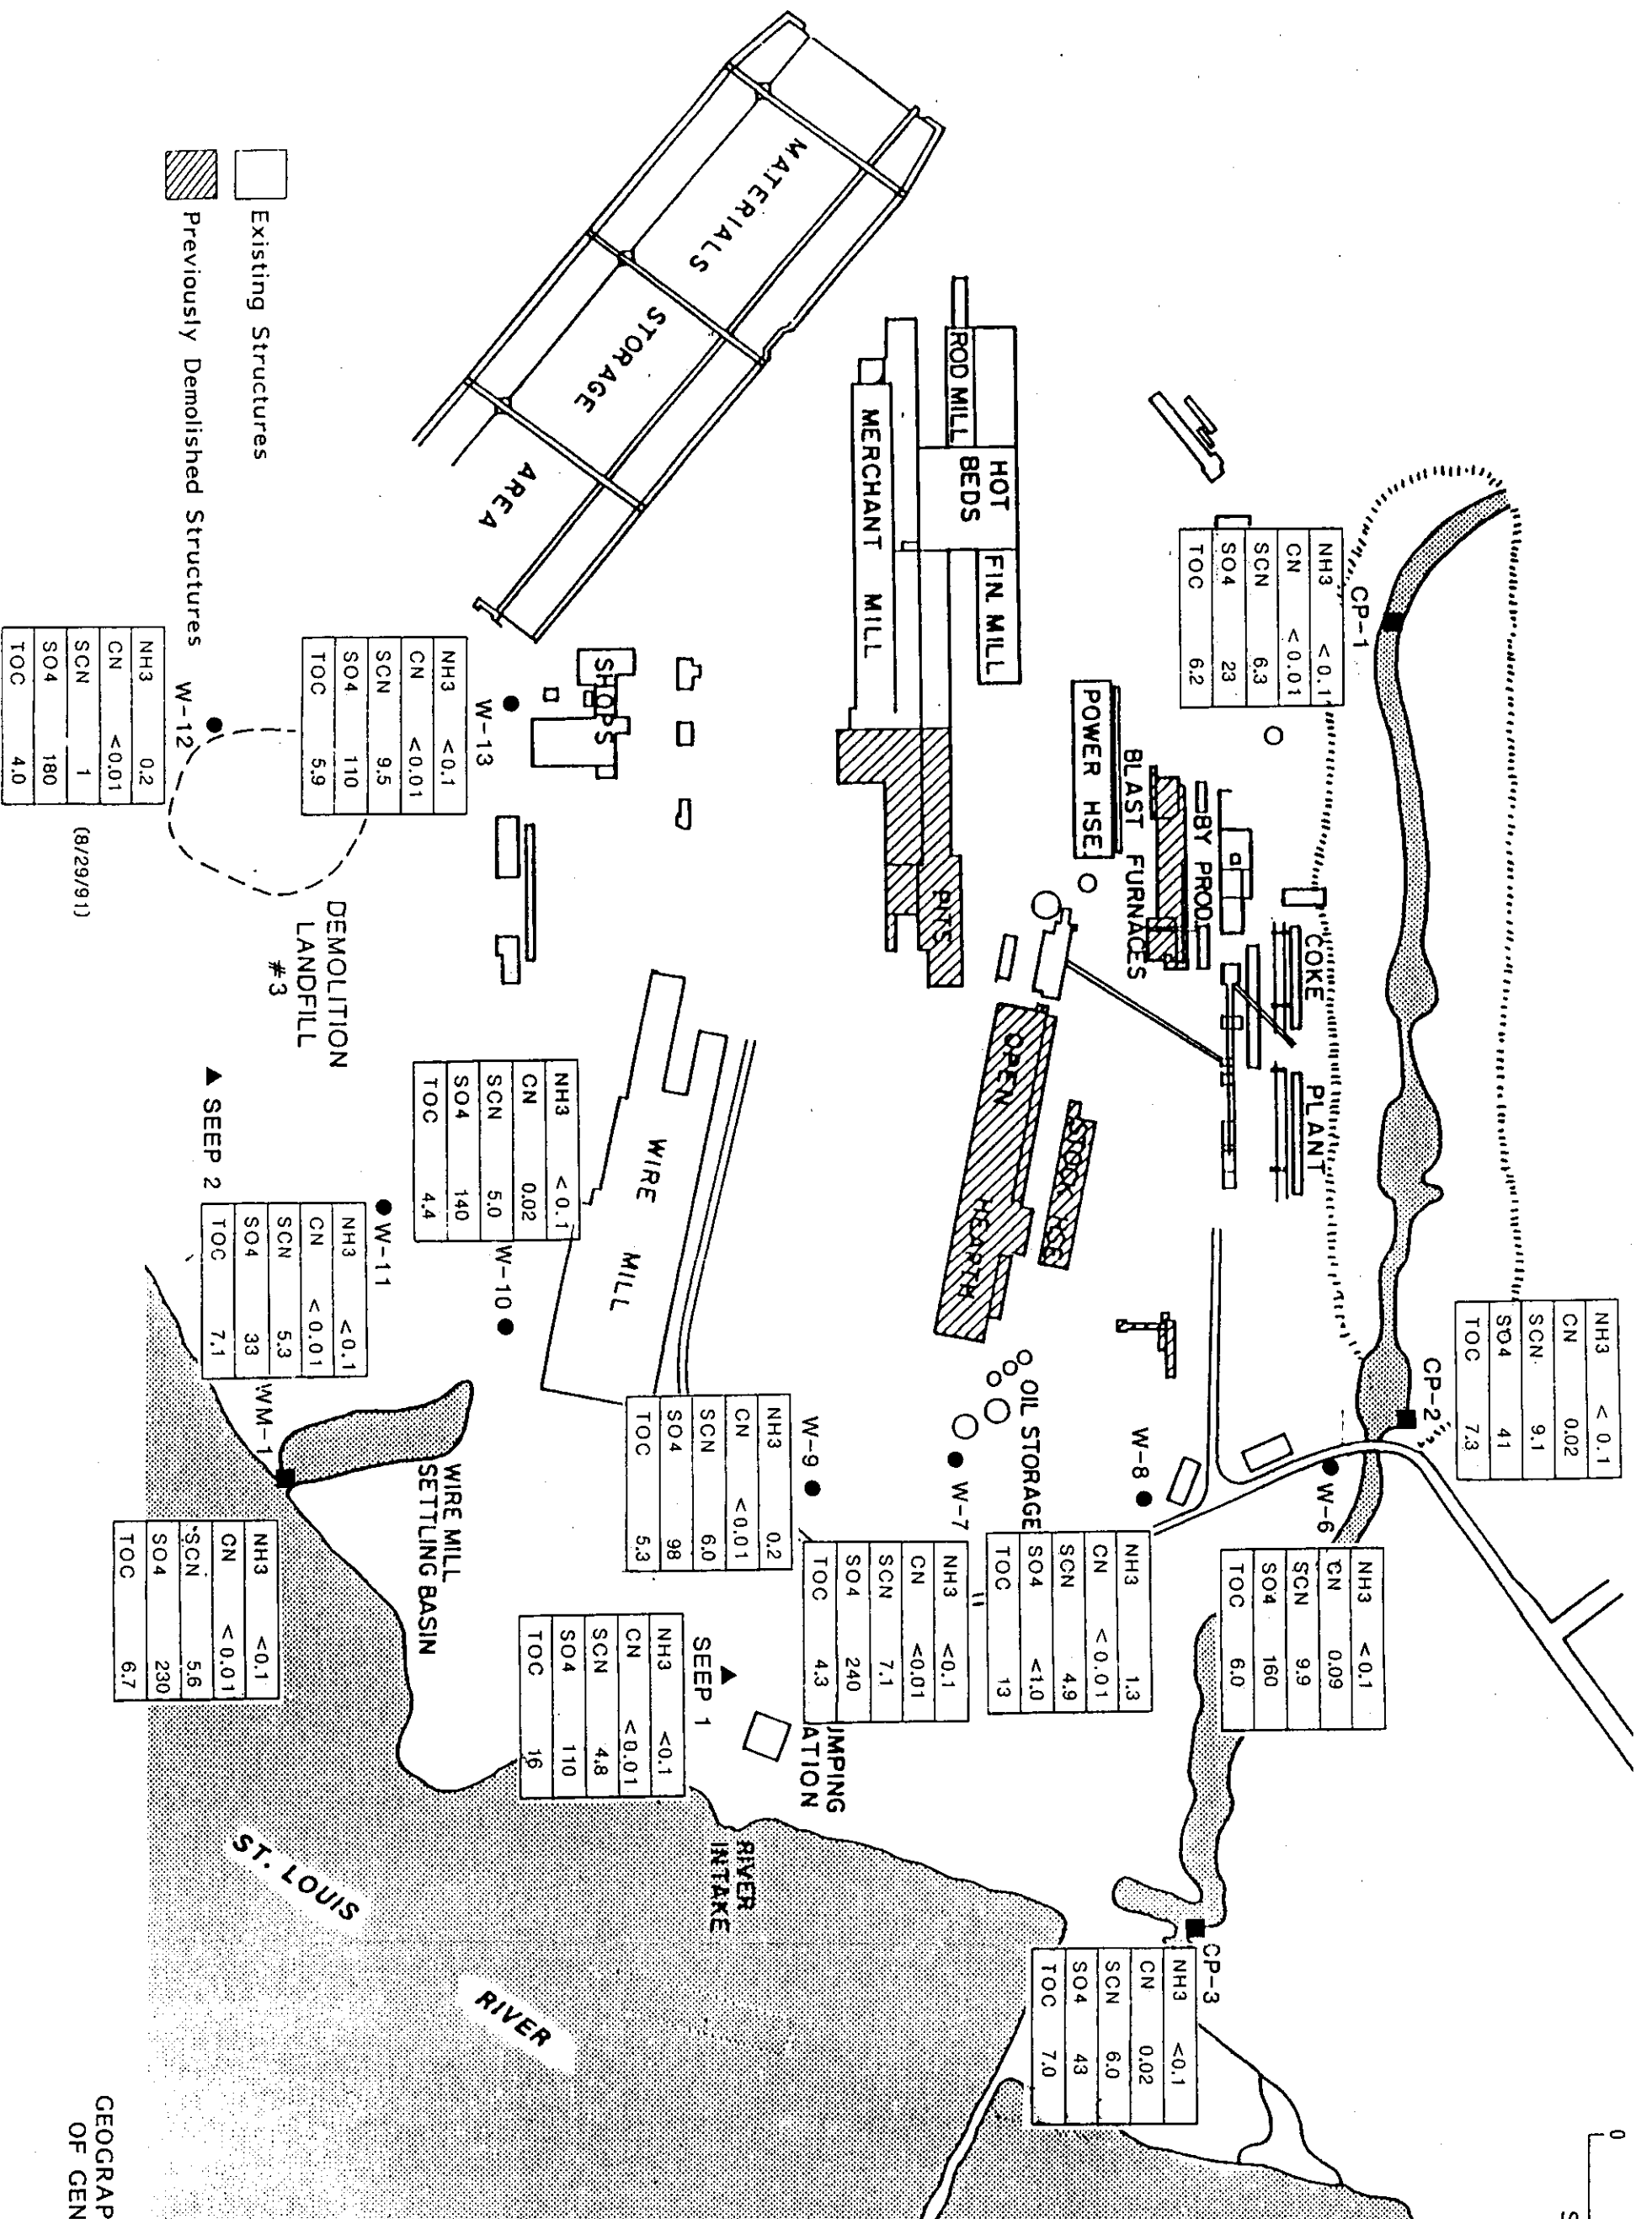 0
S
NH3 < 0.1
CN 0.02
SCN 9.1
SO4 41
TOC 7.3
CP-2
CP-1
NH3 < 0.1
CN < 0.01
SCN 6.3
SO4 23
TOC 6.2
W-6
NH3 < 0.1
CN 0.09
SCN 9.9
SO4 160
TOC 6.0
COKE PLANT
BY PROD.
BLAST FURNACES
POWER HSE.
W-8
NH3 1.3
CN < 0.01
SCN 4.9
SO4 <1.0
TOC 13
CP-3
NH3 <0.1
CN 0.02
SCN 6.0
SO4 43
TOC 7.0
STOCK HSE
OPEN HEARTH
OIL STORAGE
HOT
BEDS
FIN. MILL
ROD MILL
MERCHANT MILL
PITS
W-7
NH3 <0.1
CN <0.01
SCN 7.1
SO4 240
TOC 4.3
W-9
NH3 0.2
CN < 0.01
SCN 6.0
SO4 98
TOC 5.3
UMPING
ATION
RIVER
INTAKE
SEEP 1
NH3 <0.1
CN <0.01
SCN 4.8
SO4 110
TOC 16
MATERIALS STORAGE AREA
SHOPS
WIRE MILL
W-10
NH3 < 0.1
CN 0.02
SCN 5.0
SO4 140
TOC 4.4
W-13
NH3 <0.1
CN <0.01
SCN 9.5
SO4 110
TOC 5.9
WIRE MILL
SETTLING BASIN
W-11
NH3 <0.1
CN < 0.01
SCN 5.3
SO4 33
TOC 7.1
WM-1
NH3 <0.1
CN < 0.01
SCN 5.6
SO4 230
TOC 6.7
DEMOLITION
LANDFILL
#3
SEEP 2
W-12
NH3 0.2
CN <0.01
SCN 1
SO4 180
TOC 4.0
(8/29/91)
ST. LOUIS
RIVER
Existing Structures
Previously Demolished Structures
GEOGRAP
OF GEN